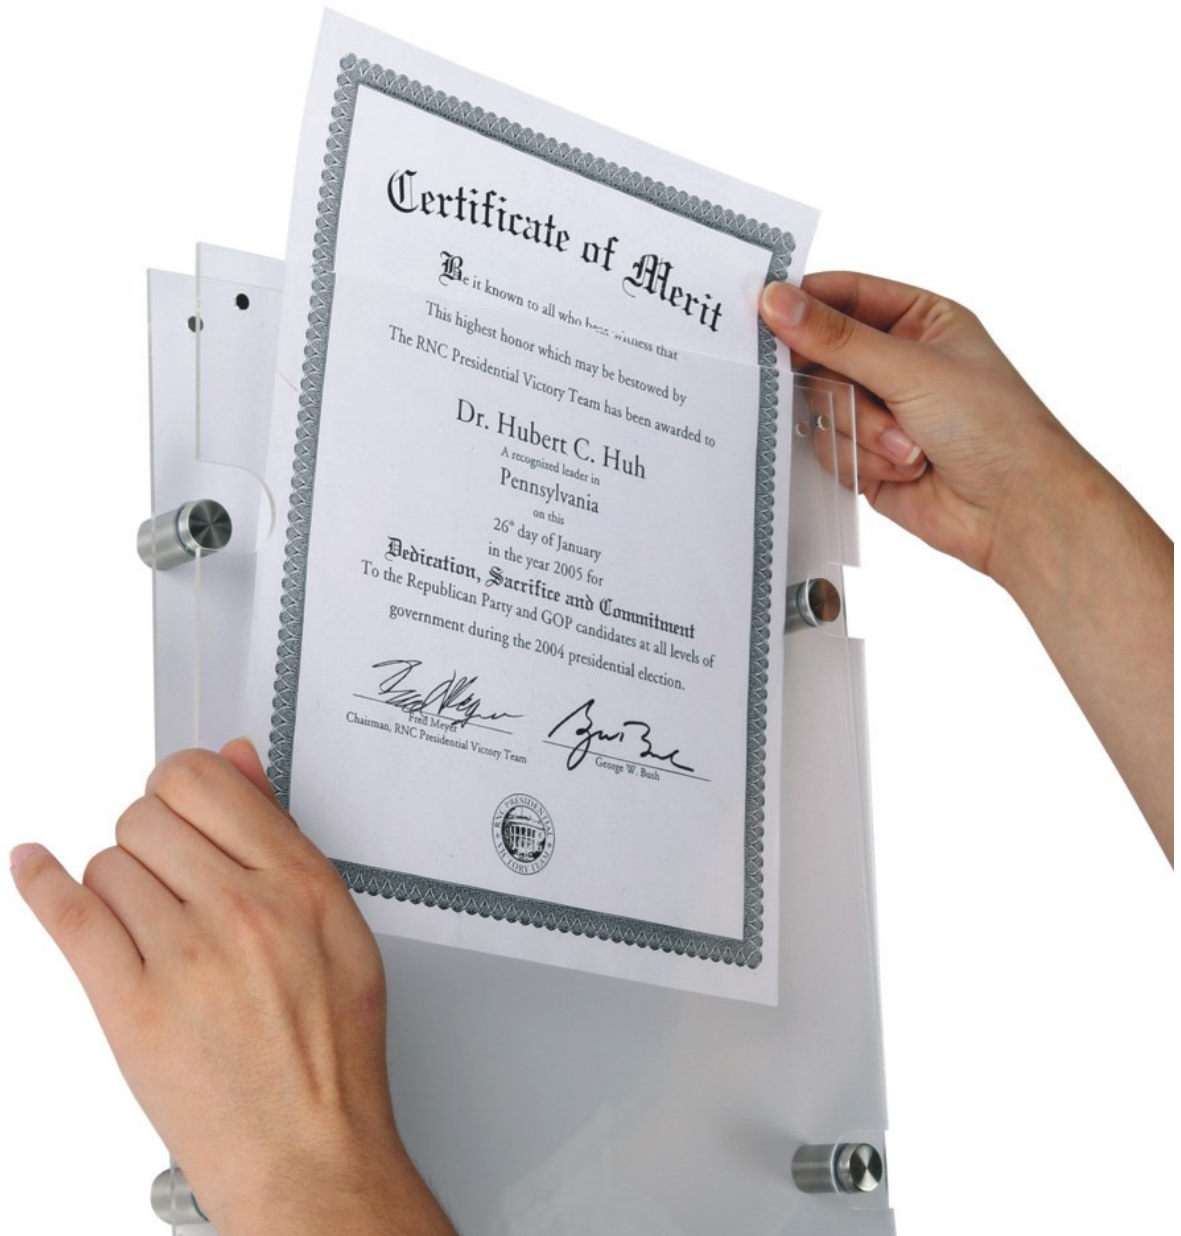 Certificate of Merit
Be it known to all who bear witness that
This highest honor which may be bestowed by
The RNC Presidential Victory Team has been awarded to
Dr. Hubert C. Huh
A recognized leader in
Pennsylvania
on this
26th day of January
in the year 2005 for
Dedication, Sacrifice and Commitment
To the Republican Party and GOP candidates at all levels of
government during the 2004 presidential election.
Fred Meyer
Chairman, RNC Presidential Victory Team
George W. Bush
RNC PRESIDENTIAL
VICTORY TEAM